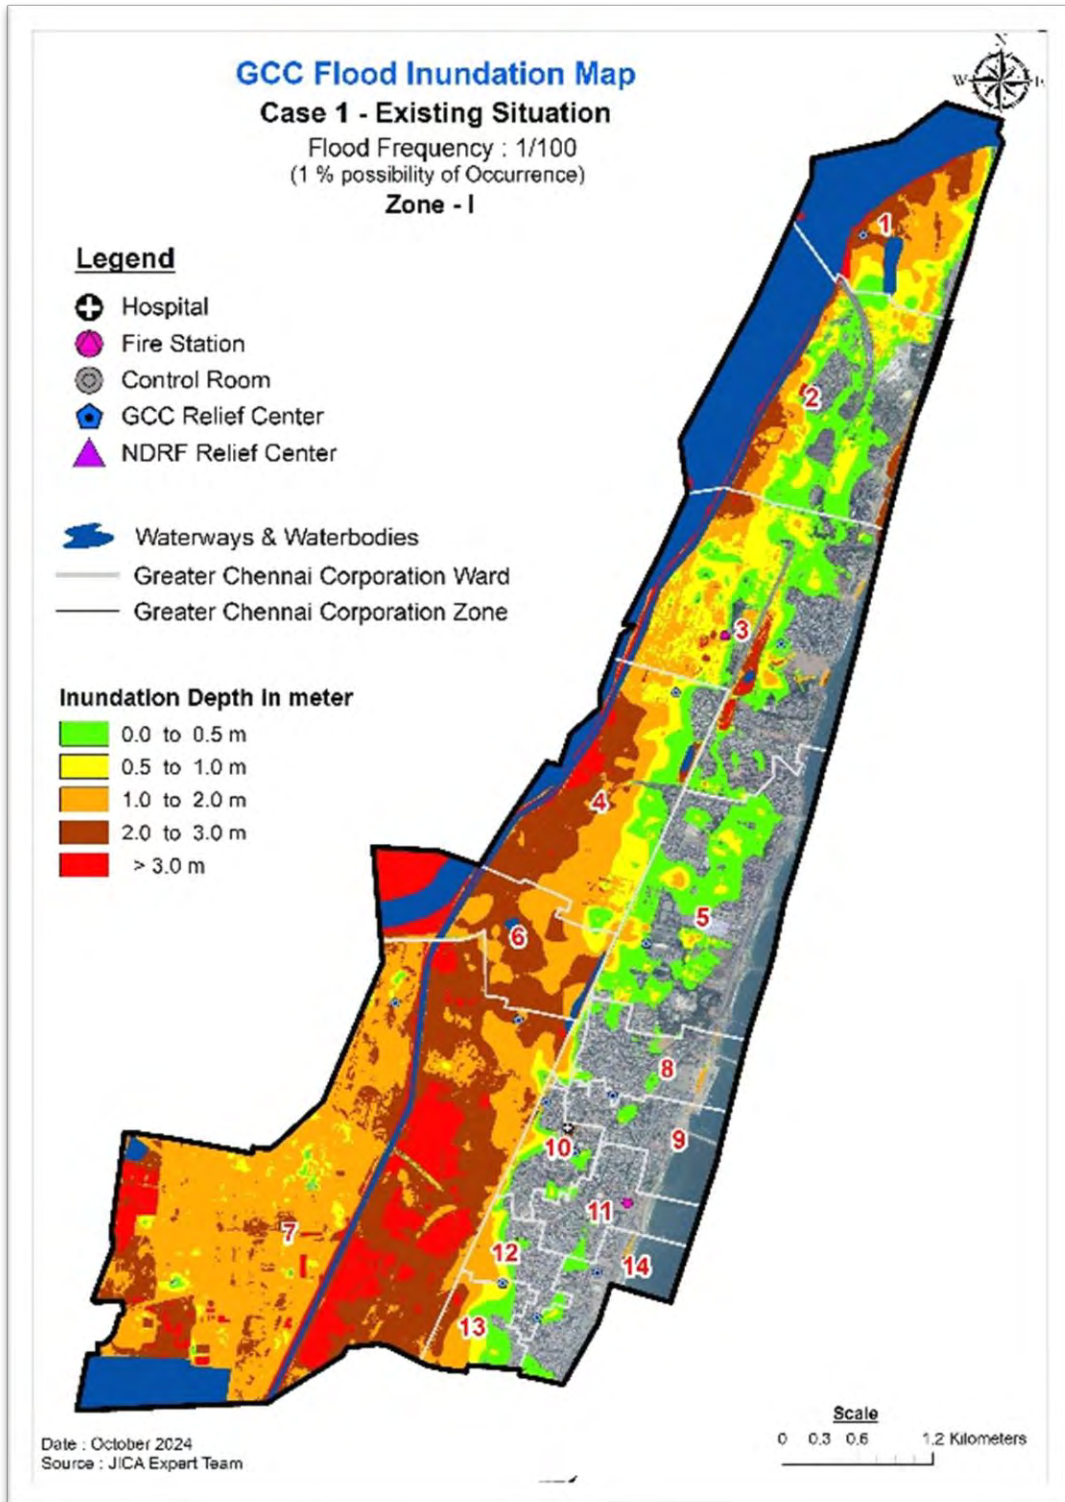 GCC Flood Inundation Map
Case 1 - Existing Situation
Flood Frequency : 1/100
(1 % possibility of Occurrence)
Zone - I
N
W
E
Legend
Hospital
Fire Station
Control Room
GCC Relief Center
NDRF Relief Center
Waterways & Waterbodies
Greater Chennai Corporation Ward
Greater Chennai Corporation Zone
Inundation Depth in meter
0.0 to 0.5 m
0.5 to 1.0 m
1.0 to 2.0 m
2.0 to 3.0 m
> 3.0 m
1
2
3
4
5
6
7
8
9
10
11
12
13
14
Scale
0 0.3 0.6 1.2 Kilometers
Date : October 2024
Source : JICA Expert Team